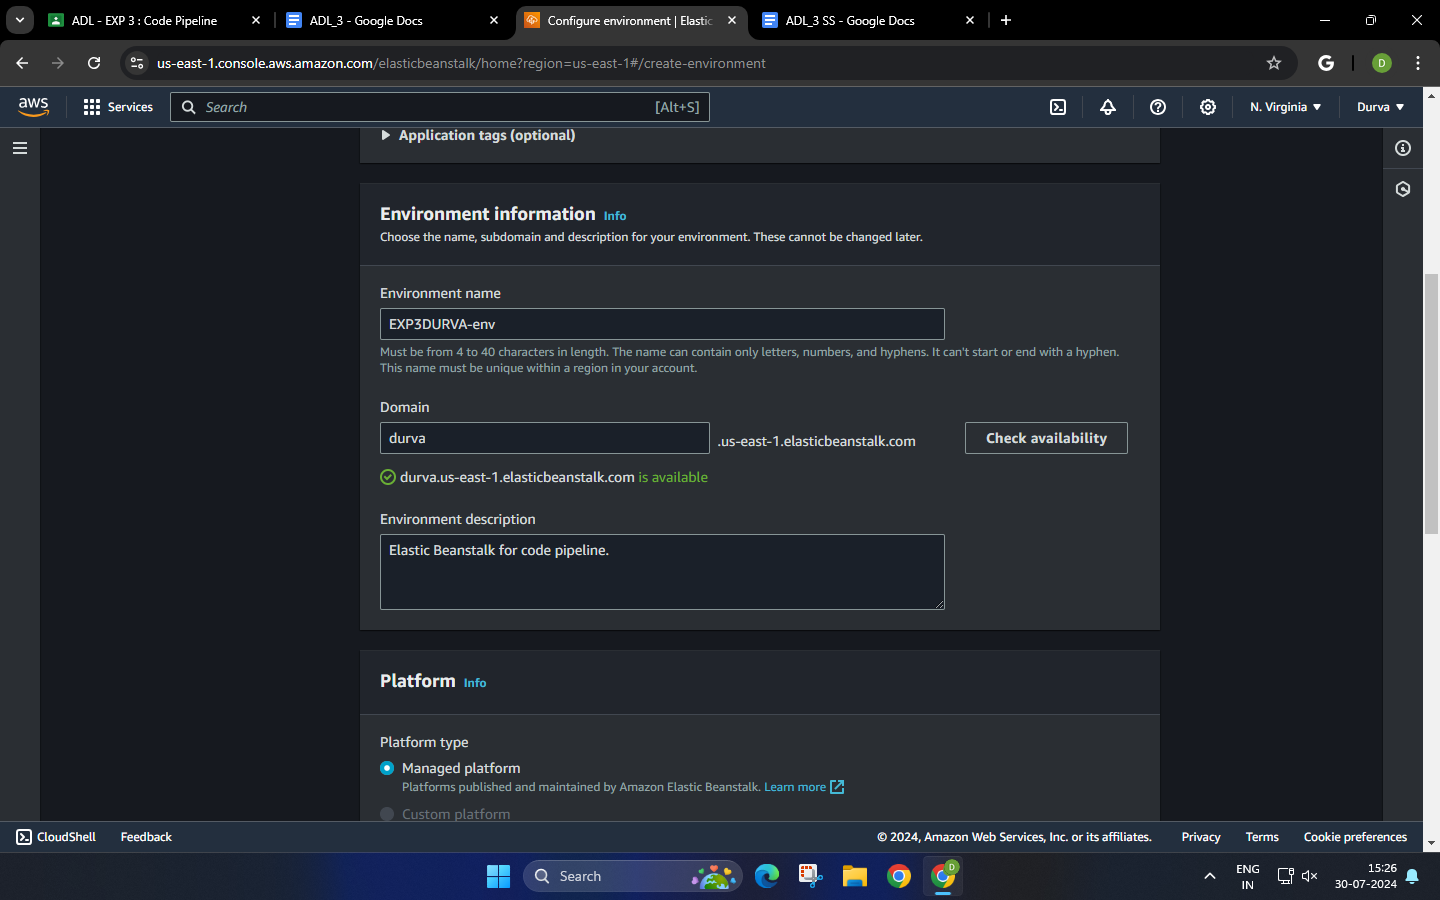 ADL - EXP 3 : Code Pipeline
ADL_3 - Google Docs
Configure environment | Elastic
ADL_3 SS - Google Docs
us-east-1.console.aws.amazon.com/elasticbeanstalk/home?region=us-east-1#/create-environment
G
D
aws
Services
Search
[Alt+S]
N. Virginia
Durva
Application tags (optional)
Environment information Info
Choose the name, subdomain and description for your environment. These cannot be changed later.
Environment name
EXP3DURVA-env
Must be from 4 to 40 characters in length. The name can contain only letters, numbers, and hyphens. It can't start or end with a hyphen.
This name must be unique within a region in your account.
Domain
durva
.us-east-1.elasticbeanstalk.com
Check availability
durva.us-east-1.elasticbeanstalk.com is available
Environment description
Elastic Beanstalk for code pipeline.
Platform Info
Platform type
Managed platform
Platforms published and maintained by Amazon Elastic Beanstalk. Learn more
Custom platform
CloudShell
Feedback
© 2024, Amazon Web Services, Inc. or its affiliates.
Privacy
Terms
Cookie preferences
Search
D
ENG
IN
15:26
30-07-2024